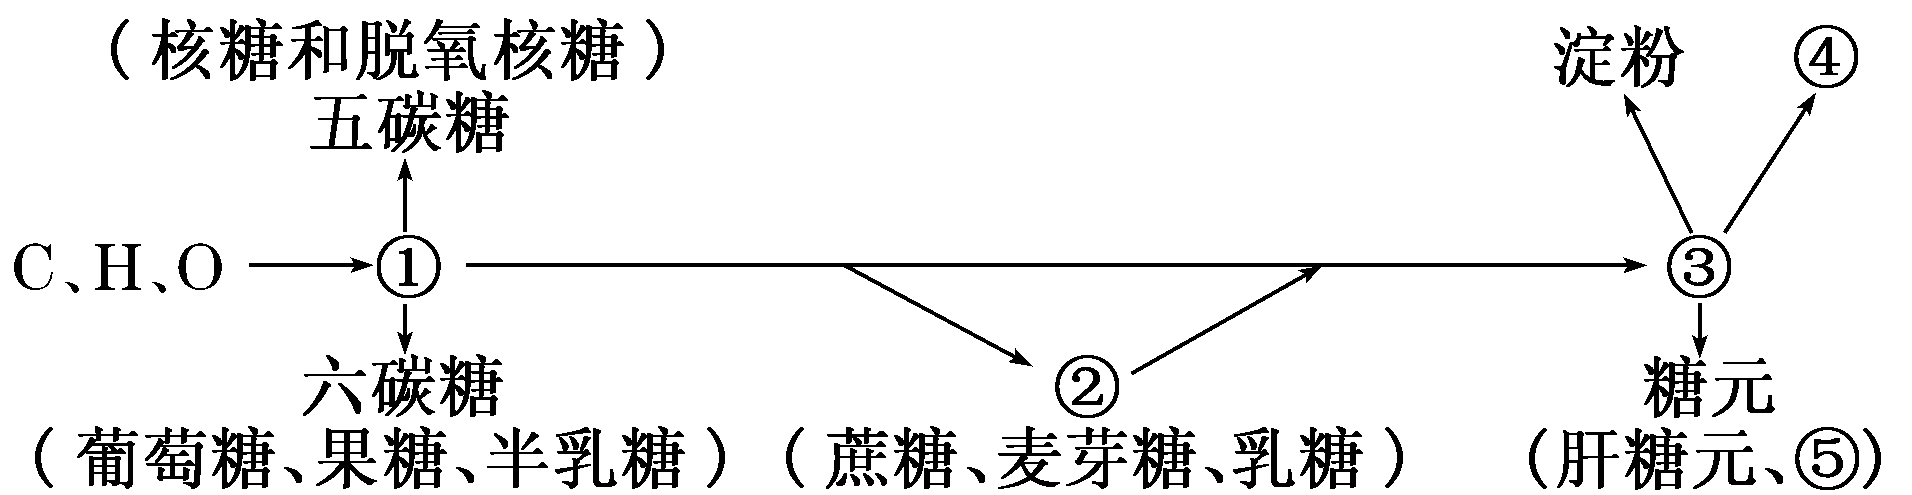 (核糖和脱氧核糖)
五碳糖
淀粉 ④
C、H、O ① ③
六碳糖
②
糖元
(葡萄糖、果糖、半乳糖)
(蔗糖、麦芽糖、乳糖)
(肝糖元、⑤)